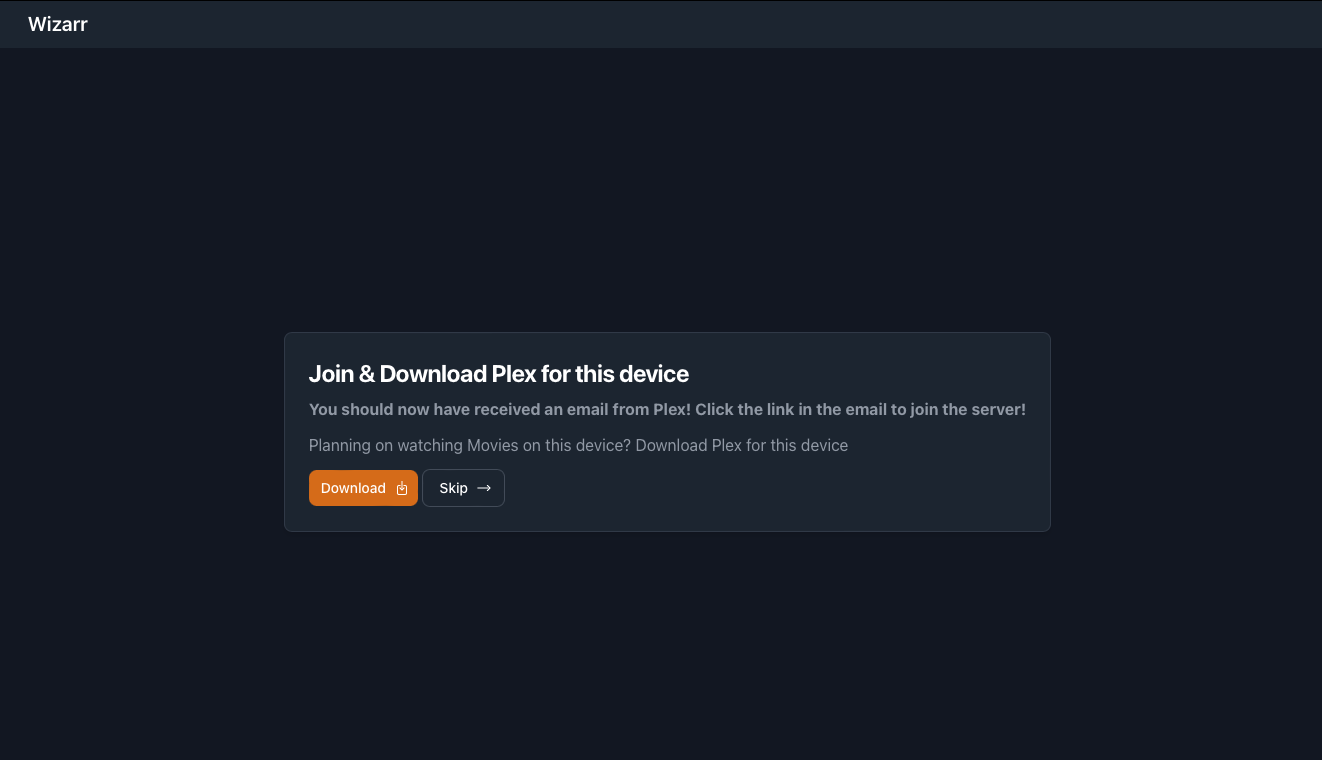 Wizarr
Join & Download Plex for this device
You should now have received an email from Plex! Click the link in the email to join the server!
Planning on watching Movies on this device? Download Plex for this device
Download
Skip